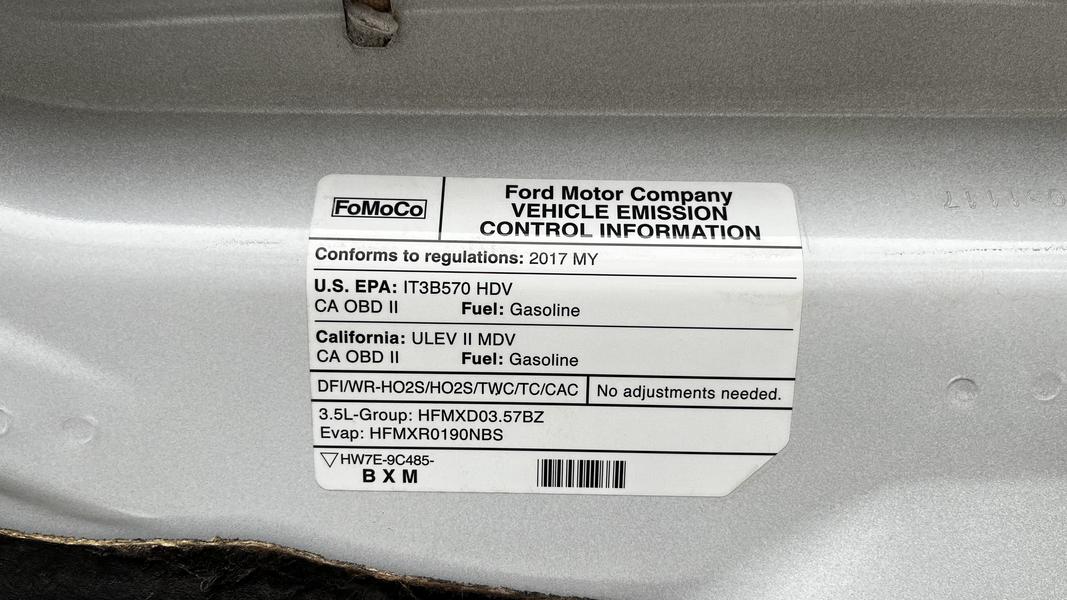 FoMoCo
Ford Motor Company
VEHICLE EMISSION
CONTROL INFORMATION
Conforms to regulations: 2017 MY
U.S. EPA: IT3B570 HDV
CA OBD II Fuel: Gasoline
California: ULEV II MDV
CA OBD II Fuel: Gasoline
DFI/WR-HO2S/HO2S/TWC/TC/CAC No adjustments needed.
3.5L-Group: HFMXD03.57BZ
Evap: HFMXR0190NBS
HW7E-9C485-
B X M